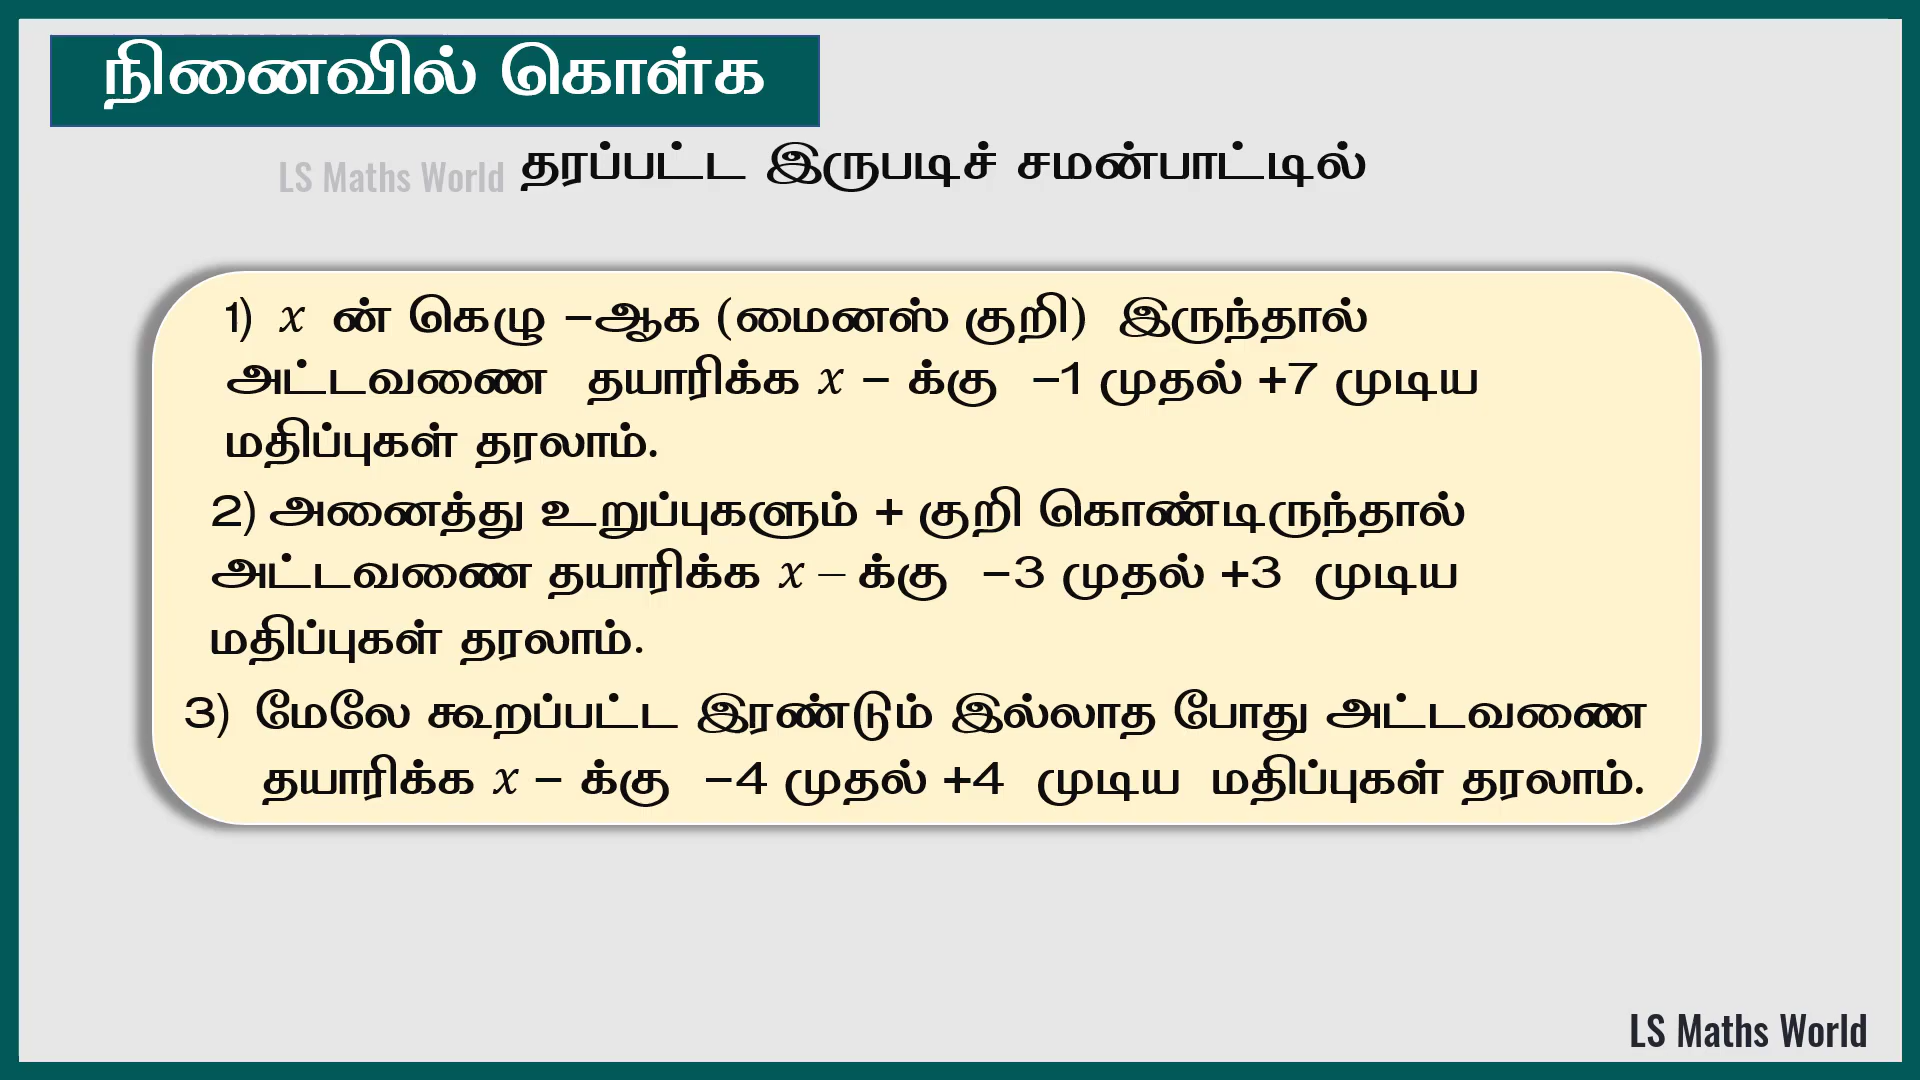 நினைவில் கொள்க
LS Maths World
தரப்பட்ட இருபடிச் சமன்பாட்டில்
1) x ன் கெழு –ஆக (மைனஸ் குறி) இருந்தால்
அட்டவணை தயாரிக்க x – க்கு –1 முதல் +7 முடிய
மதிப்புகள் தரலாம்.
2) அனைத்து உறுப்புகளும் + குறி கொண்டிருந்தால்
அட்டவணை தயாரிக்க x – க்கு –3 முதல் +3 முடிய
மதிப்புகள் தரலாம்.
3) மேலே கூறப்பட்ட இரண்டும் இல்லாத போது அட்டவணை
தயாரிக்க x – க்கு –4 முதல் +4 முடிய மதிப்புகள் தரலாம்.
LS Maths World